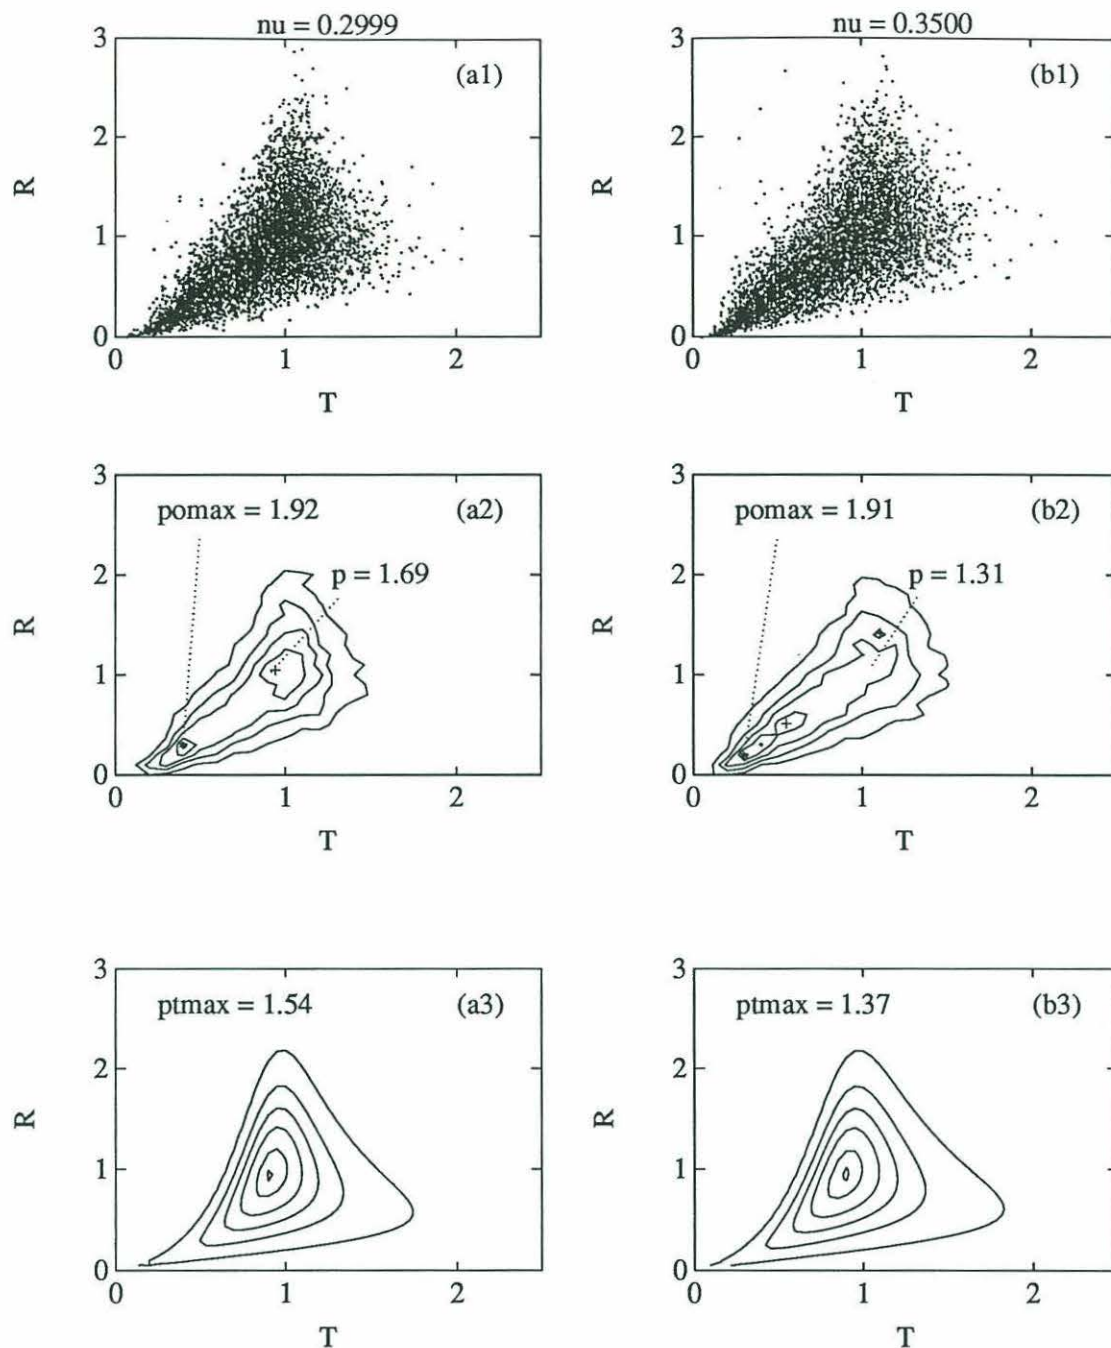 nu = 0.2999
nu = 0.3500
3
(a1)
2
R
1
0
0 1 2
T
3
(b1)
2
R
1
0
0 1 2
T
3
pomax = 1.92
(a2)
2
p = 1.69
R
1
0
0 1 2
T
3
pomax = 1.91
(b2)
2
p = 1.31
R
1
0
0 1 2
T
3
ptmax = 1.54
(a3)
2
R
1
0
0 1 2
T
3
ptmax = 1.37
(b3)
2
R
1
0
0 1 2
T